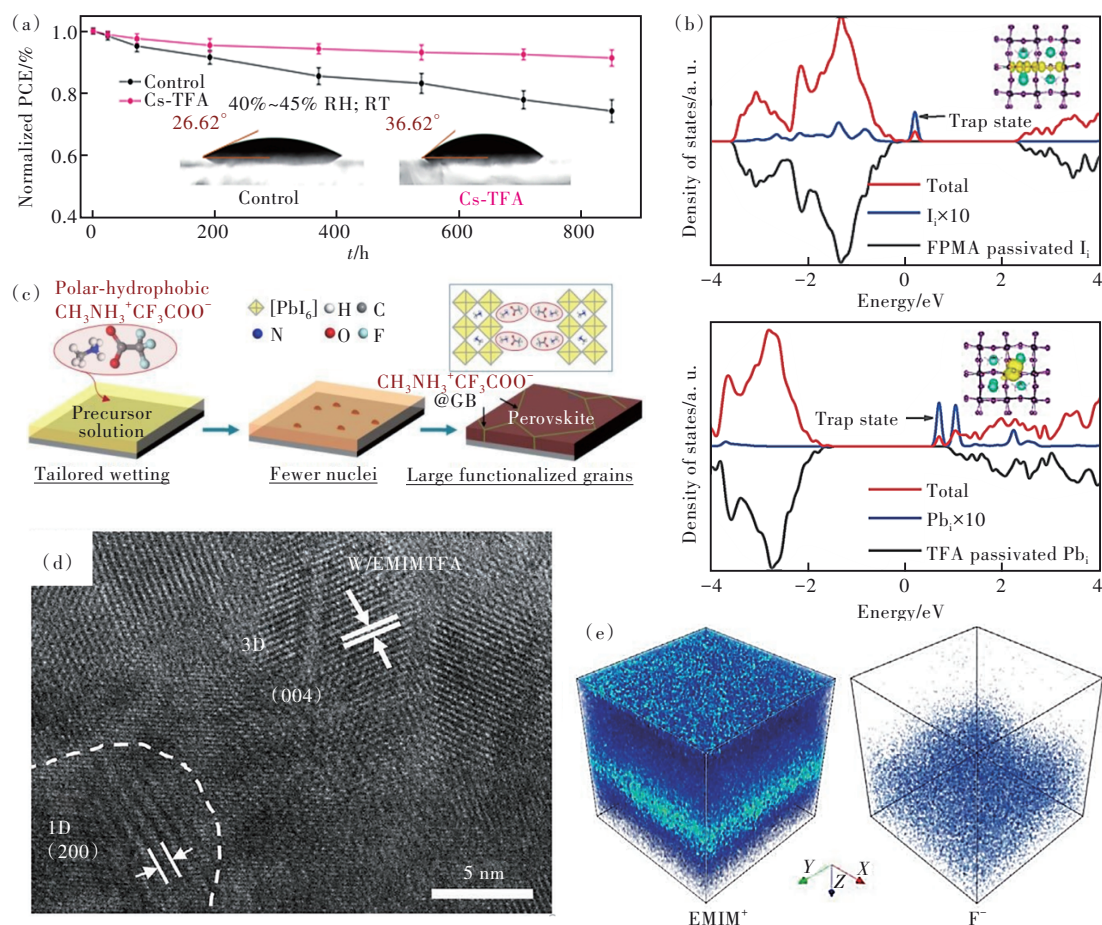 (a)
1.0
0.8
0.6
0.4
Normalized PCE/%
Control
Cs-TFA
40%~45% RH; RT
26.62°
36.62°
Control
Cs-TFA
0
200
400
600
800
t/h
(b)
Density of states/a. u.
Trap state
Total
I_i×10
FPMA passivated I_i
−4
−2
0
2
4
Energy/eV
Density of states/a. u.
Trap state
Total
Pb_i×10
TFA passivated Pb_i
−4
−2
0
2
4
Energy/eV
(c)
Polar-hydrophobic
CH₃NH₃⁺CF₃COO⁻
[PbI₆]
H
C
N
O
F
Precursor
solution
CH₃NH₃⁺CF₃COO⁻
@GB
Perovskite
Tailored wetting
Fewer nuclei
Large functionalized grains
(d)
W/EMIMTFA
3D
(004)
1D
(200)
5 nm
(e)
Y
Z
X
EMIM⁺
F⁻